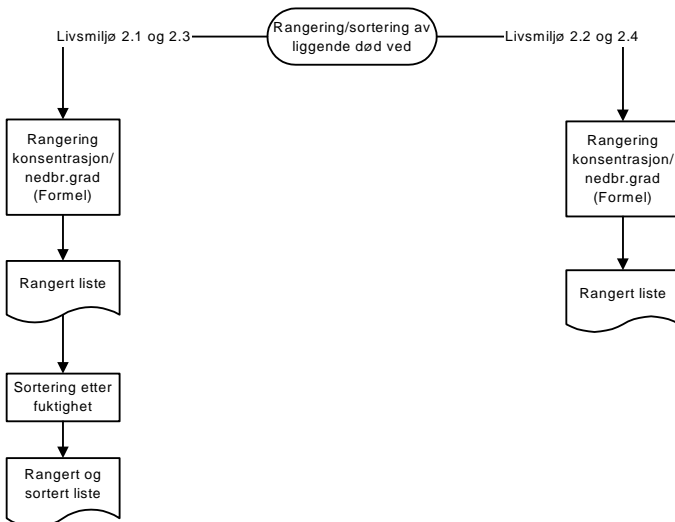 Rangering/sortering av
liggende død ved
Livsmiljø 2.1 og 2.3
Livsmiljø 2.2 og 2.4
Rangering
konsentrasjon/
nedbr.grad
(Formel)
Rangert liste
Sortering etter
fuktighet
Rangert og
sortert liste
Rangering
konsentrasjon/
nedbr.grad
(Formel)
Rangert liste